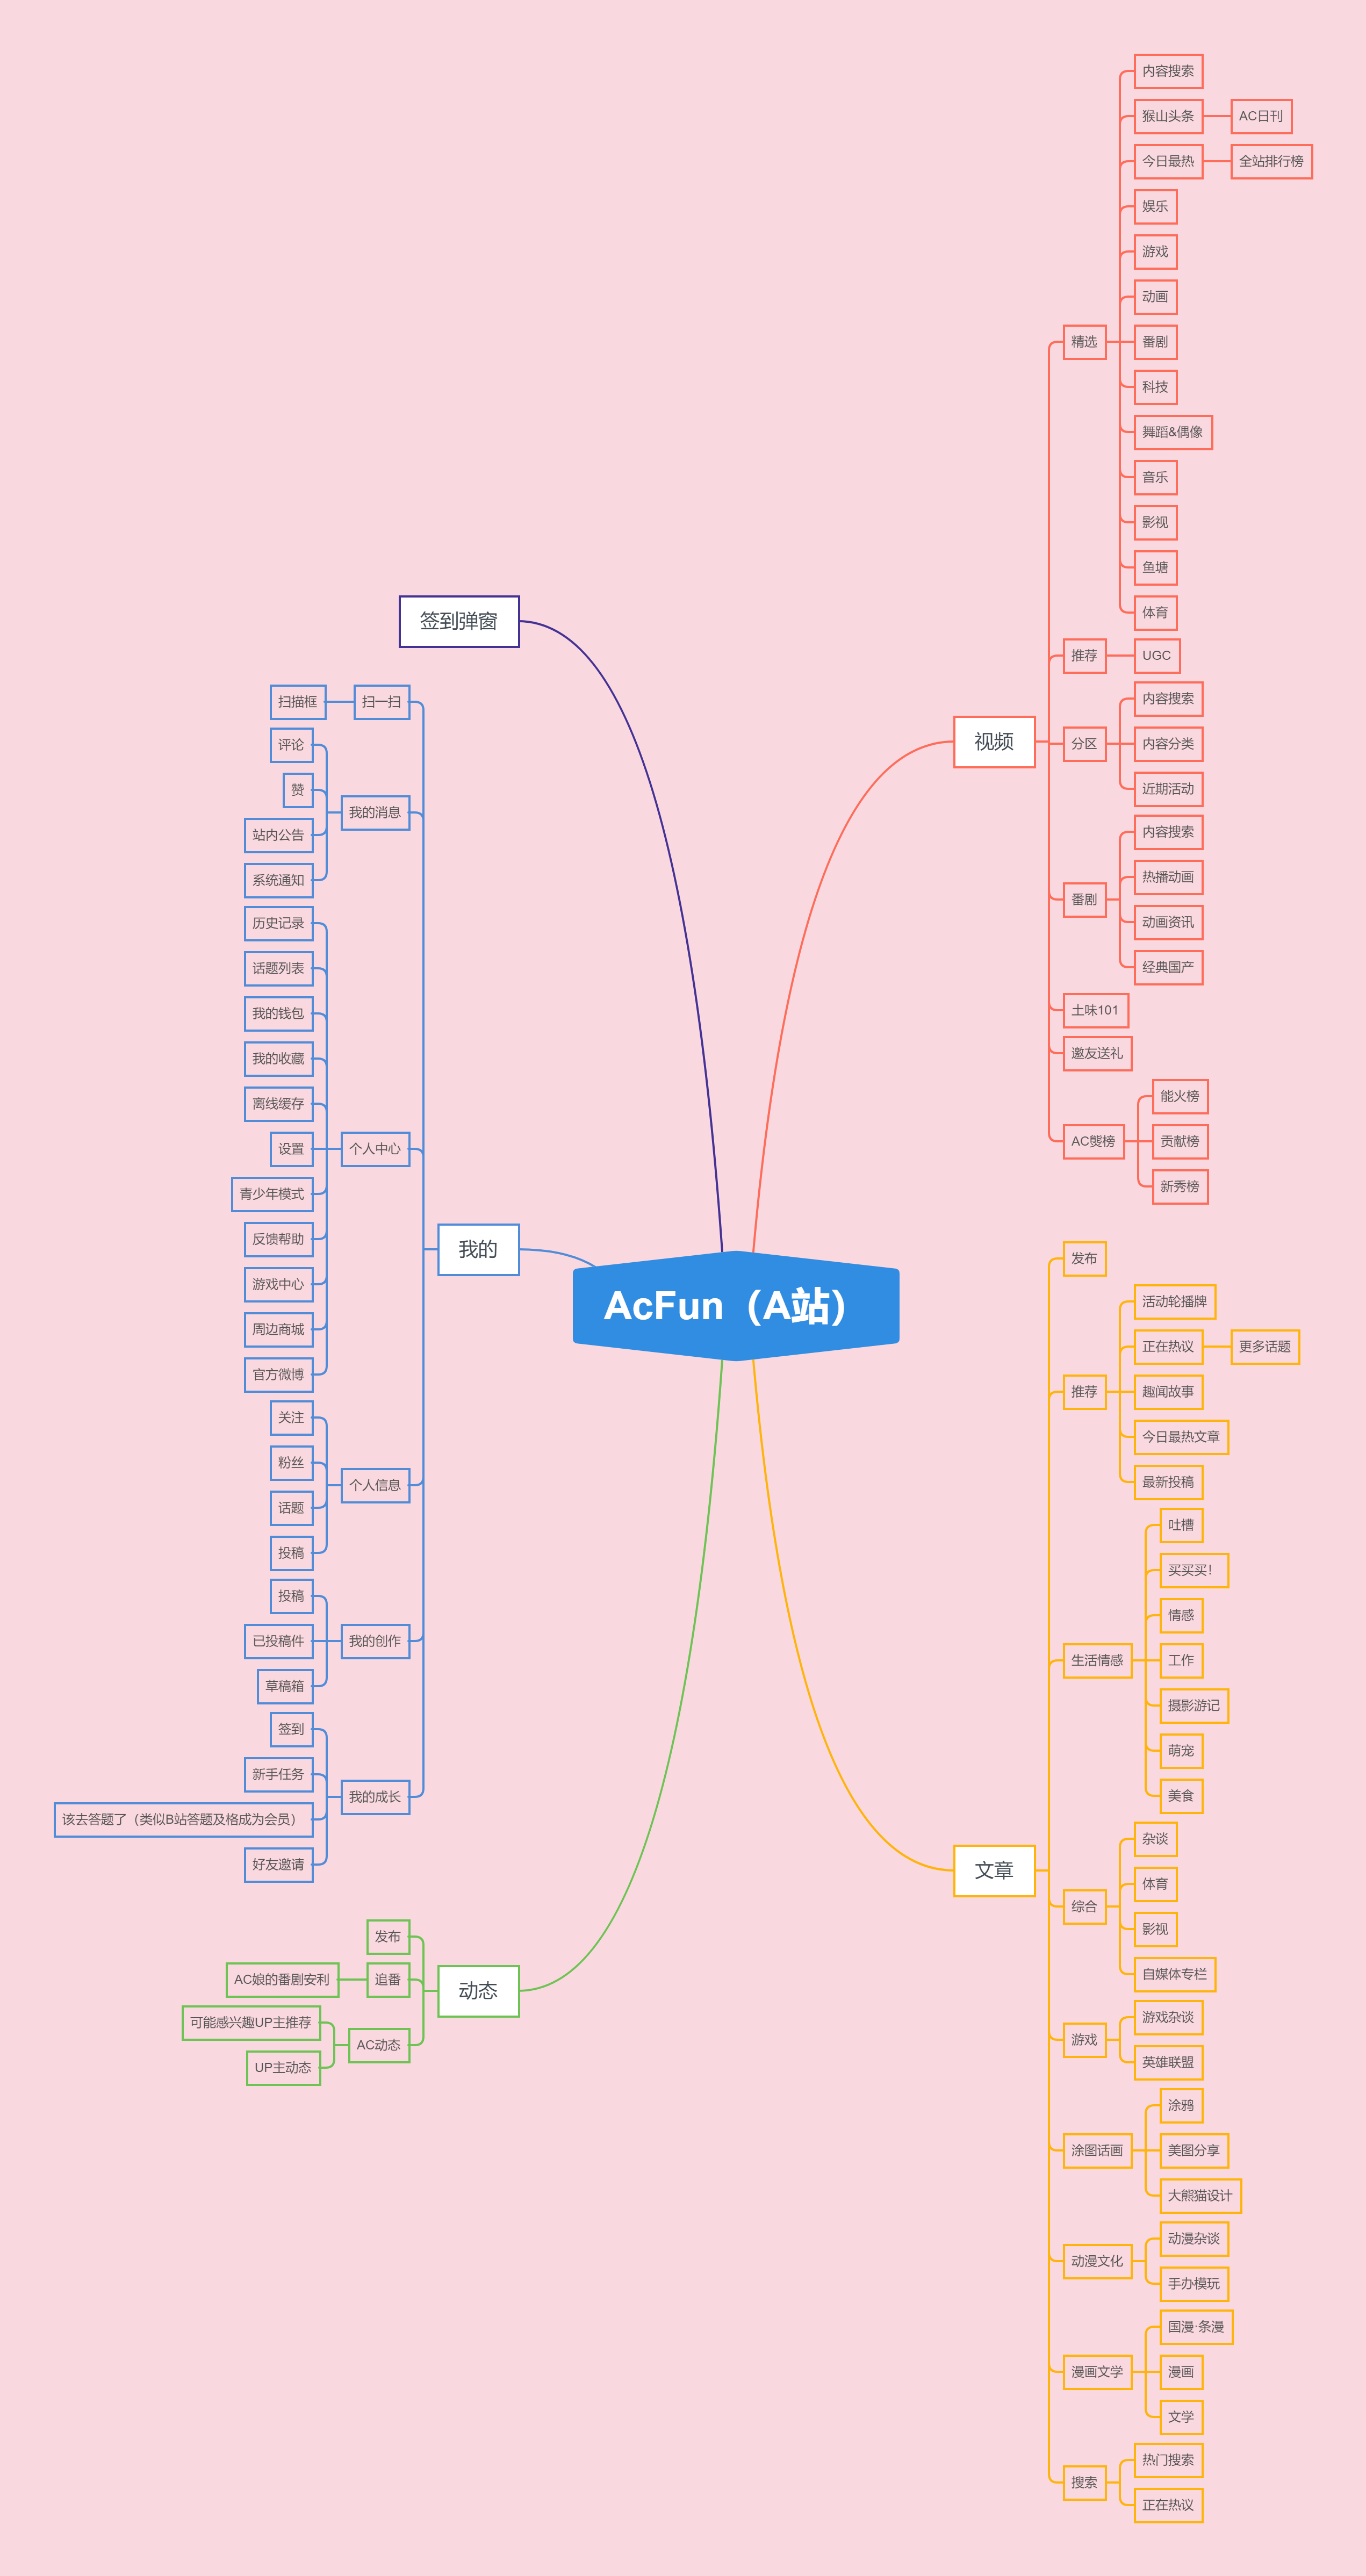 AcFun（A站）
视频
精选
内容搜索
猴山头条
AC日刊
今日最热
全站排行榜
娱乐
游戏
动画
番剧
科技
舞蹈&偶像
音乐
影视
鱼塘
体育
推荐
UGC
分区
内容搜索
内容分类
近期活动
番剧
内容搜索
热播动画
动画资讯
经典国产
土味101
邀友送礼
AC嬰榜
能火榜
贡献榜
新秀榜
文章
发布
推荐
活动轮播牌
正在热议
更多话题
趣闻故事
今日最热文章
最新投稿
生活情感
吐槽
买买买！
情感
工作
摄影游记
萌宠
美食
综合
杂谈
体育
影视
自媒体专栏
游戏
游戏杂谈
英雄联盟
涂图话画
涂鸦
美图分享
大熊猫设计
动漫文化
动漫杂谈
手办模玩
漫画文学
国漫·条漫
漫画
文学
搜索
热门搜索
正在热议
签到弹窗
我的
扫一扫
扫描框
我的消息
评论
赞
站内公告
系统通知
个人中心
历史记录
话题列表
我的钱包
我的收藏
离线缓存
设置
青少年模式
反馈帮助
游戏中心
周边商城
官方微博
个人信息
关注
粉丝
话题
投稿
我的创作
投稿
已投稿件
草稿箱
我的成长
签到
新手任务
该去答题了（类似B站答题及格成为会员）
好友邀请
动态
发布
追番
AC娘的番剧安利
AC动态
可能感兴趣UP主推荐
UP主动态